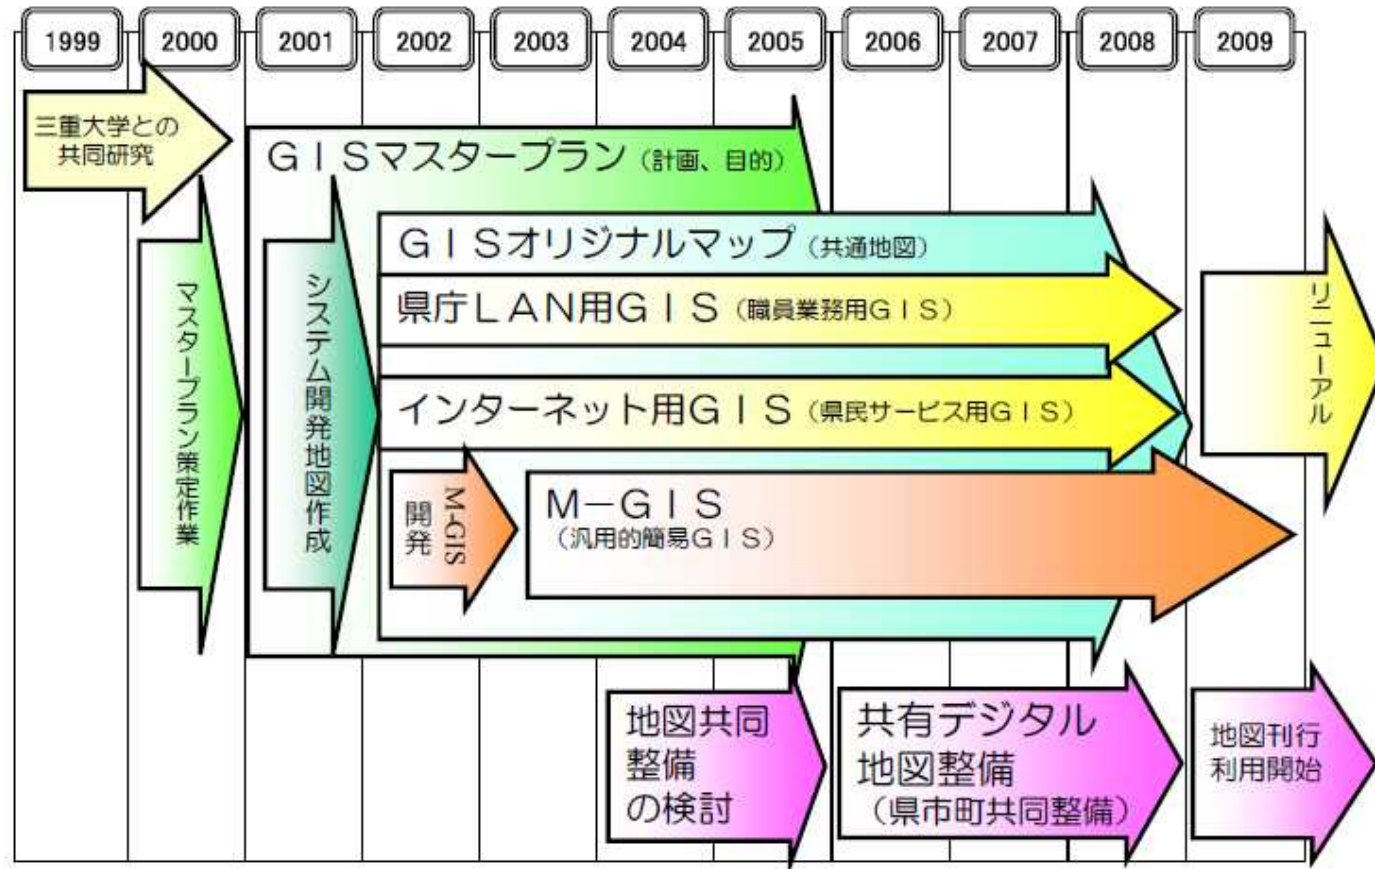 1999 2000 2001 2002 2003 2004 2005 2006 2007 2008 2009
三重大学との
共同研究
GISマスタープラン（計画、目的）
マスタープラン策定作業
システム開発地図作成
GISオリジナルマップ（共通地図）
県庁LAN用GIS（職員業務用GIS）
インターネット用GIS（県民サービス用GIS）
M-GIS
開発
M－GIS
（汎用的簡易GIS）
リニューアル
地図共同
整備
の検討
共有デジタル
地図整備
（県市町共同整備）
地図刊行
利用開始